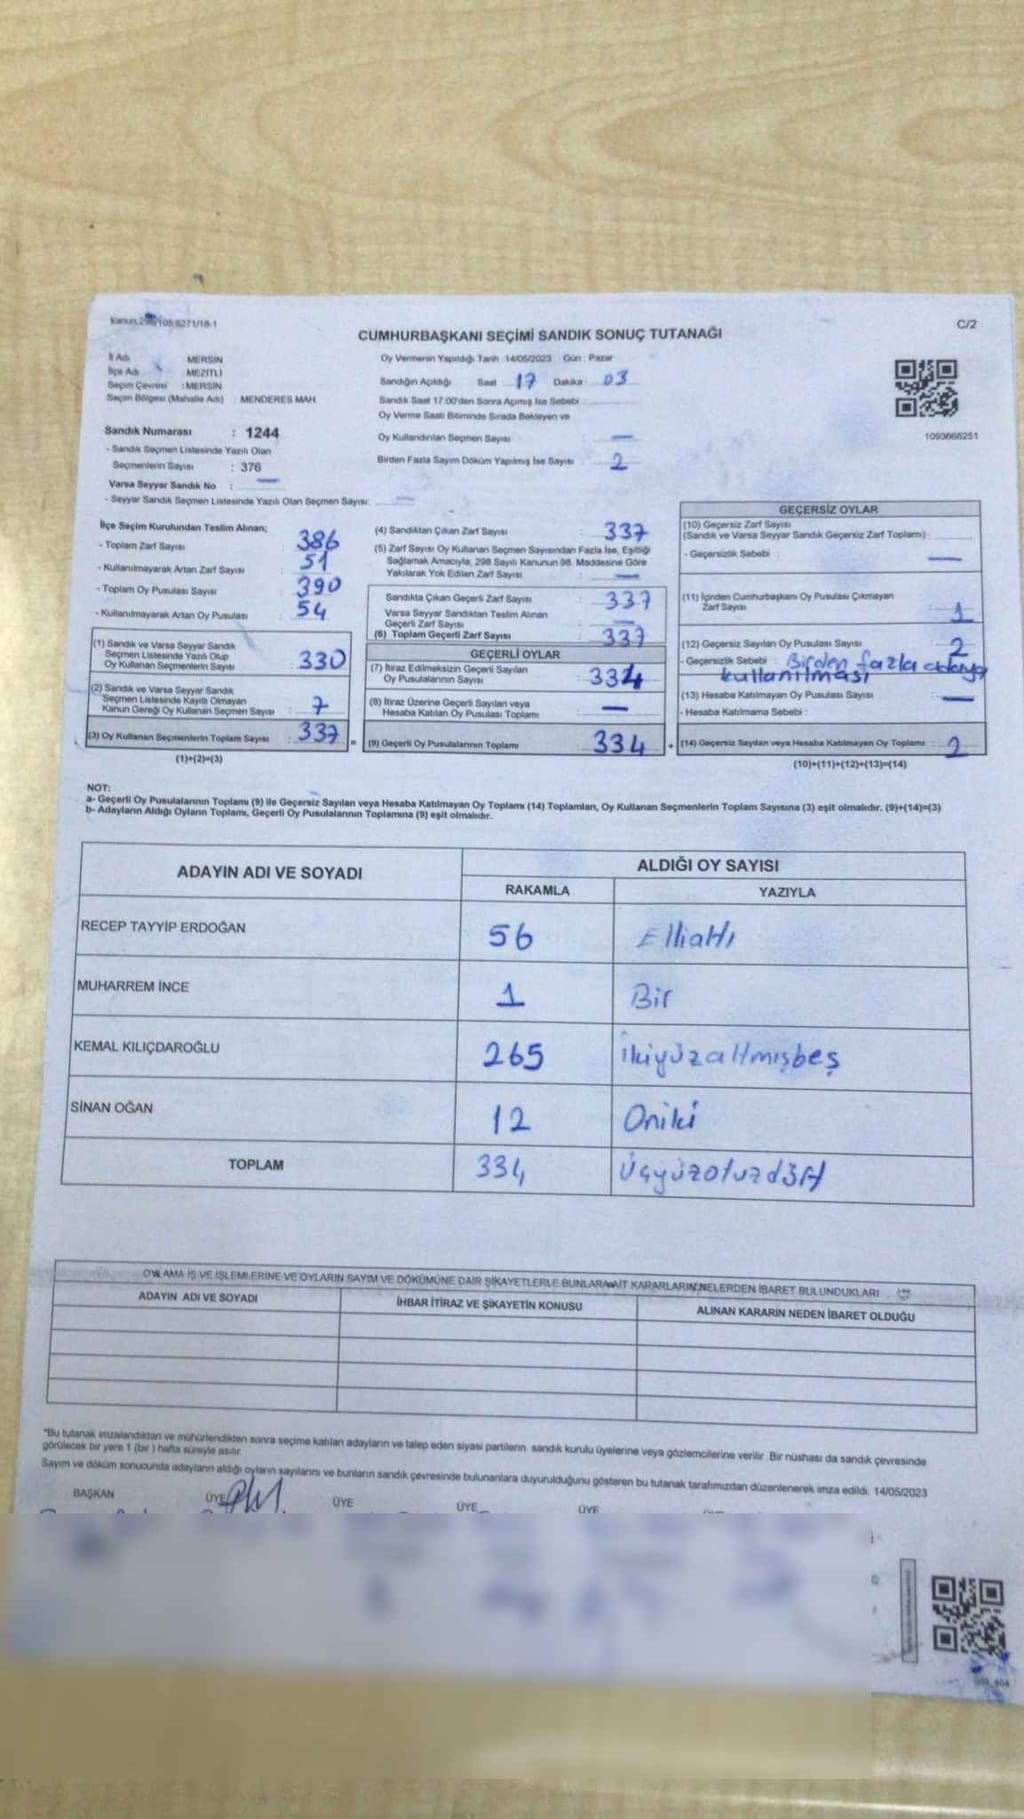 C/2
CUMHURBAŞKANI SEÇİMİ SANDIK SONUÇ TUTANAĞI
İl Adı MERSİN
İlçe Adı MEZİTLİ
Seçim Çevresi : MERSİN
Seçim Bölgesi (Mahalle Adı) : MENDERES MAH.
Sandık Numarası : 1244
- Sandık Seçmen Listesinde Yazılı Olan
Seçmenlerin Sayısı : 376
Varsa Seyyar Sandık No : —
- Seyyar Sandık Seçmen Listesinde Yazılı Olan Seçmen Sayısı: —
Oy Vermenin Yapıldığı Tarih :14/05/2023 Gün : Pazar
Sandığın Açıldığı Saat : 17 Dakika : 03
Sandık Saat 17:00'den Sonra Açımış İse Sebebi :
Oy Verme Saati Bitiminde Sırada Bekleyen ve
Oy Kullandırılan Seçmen Sayısı —
Birden Fazla Sayım Döküm Yapılmış İse Sayısı : 2
1093666251
İlçe Seçim Kurulundan Teslim Alınan;
- Toplam Zarf Sayısı 386
- Kullanılmayarak Artan Zarf Sayısı : 51
- Toplam Oy Pusulası Sayısı : 390
- Kullanılmayarak Artan Oy Pusulası : 54
(1) Sandık ve Varsa Seyyar Sandık
Seçmen Listesinde Yazılı Olup
Oy Kullanan Seçmenlerin Sayısı : 330
(2) Sandık ve Varsa Seyyar Sandık
Seçmen Listesinde Kayıtlı Olmayan
Kanun Gereği Oy Kullanan Seçmen Sayısı : 7
(3) Oy Kullanan Seçmenlerin Toplam Sayısı : 337
(1)+(2)=(3)
(4) Sandıktan Çıkan Zarf Sayısı : 337
(5) Zarf Sayısı Oy Kullanan Seçmen Sayısından Fazla İse, Eşitliği
Sağlamak Amacıyla, 298 Sayılı Kanunun 98. Maddesine Göre
Yakılarak Yok Edilen Zarf Sayısı : —
Sandıkta Çıkan Geçerli Zarf Sayısı : 337
Varsa Seyyar Sandıktan Teslim Alınan
Geçerli Zarf Sayısı : —
(6) Toplam Geçerli Zarf Sayısı : 337
GEÇERLİ OYLAR
(7) İtiraz Edilmeksizin Geçerli Sayılan
Oy Pusulalarının Sayısı : 334
(8) İtiraz Üzerine Geçerli Sayılan veya
Hesaba Katılan Oy Pusulası Toplamı : —
= (9) Geçerli Oy Pusulalarının Toplamı : 334
GEÇERSİZ OYLAR
(10) Geçersiz Zarf Sayısı
(Sandık ve Varsa Seyyar Sandık Geçersiz Zarf Toplamı) :
- Geçersizlik Sebebi : —
(11) İçinden Cumhurbaşkanı Oy Pusulası Çıkmayan
Zarf Sayısı : 1
(12) Geçersiz Sayılan Oy Pusulası Sayısı : 2
- Geçersizlik Sebebi : Birden fazla adaya
kullanılması
(13) Hesaba Katılmayan Oy Pusulası Sayısı : —
- Hesaba Katılmama Sebebi :
+ (14) Geçersiz Sayılan veya Hesaba Katılmayan Oy Toplamı :
(10)+(11)+(12)+(13)=(14)
NOT:
a- Geçerli Oy Pusulalarının Toplamı (9) ile Geçersiz Sayılan veya Hesaba Katılmayan Oy Toplamı (14) Toplamları, Oy Kullanan Seçmenlerin Toplam Sayısına (3) eşit olmalıdır. (9)+(14)=(3)
b- Adayların Aldığı Oyların Toplamı, Geçerli Oy Pusulalarının Toplamına (9) eşit olmalıdır.
ADAYIN ADI VE SOYADI ALDIĞI OY SAYISI
RAKAMLA YAZIYLA
RECEP TAYYİP ERDOĞAN 56 Elliatlı
MUHARREM İNCE 1 Bir
KEMAL KILIÇDAROĞLU 265 ikiyüzaltmışbeş
SİNAN OĞAN 12 Oniki
TOPLAM 334 Üçyüzotuzdört
OYLAMA İŞ VE İŞLEMLERİNE VE OYLARIN SAYIM VE DÖKÜMÜNE DAİR ŞİKAYETLERLE BUNLARA AİT KARARLARIN NELERDEN İBARET BULUNDUKLARI
ADAYIN ADI VE SOYADI İHBAR İTİRAZ VE ŞİKAYETİN KONUSU ALINAN KARARIN NEDEN İBARET OLDUĞU
*Bu tutanak imzalandıktan ve mühürlendikten sonra seçime katılan adayların ve talep eden siyasi partilerin sandık kurulu üyelerine veya gözlemcilerine verilir. Bir nüshası da sandık çevresinde
görülecek bir yere 1 (bir) hafta süreyle asılır.
Sayım ve döküm sonucunda adayların aldığı oyların sayılarını ve bunların sandık çevresinde bulunanlara duyurulduğunu gösteren bu tutanak tarafımızdan düzenlenerek imza edildi. 14/05/2023
BAŞKAN ÜYE ÜYE ÜYE ÜYE